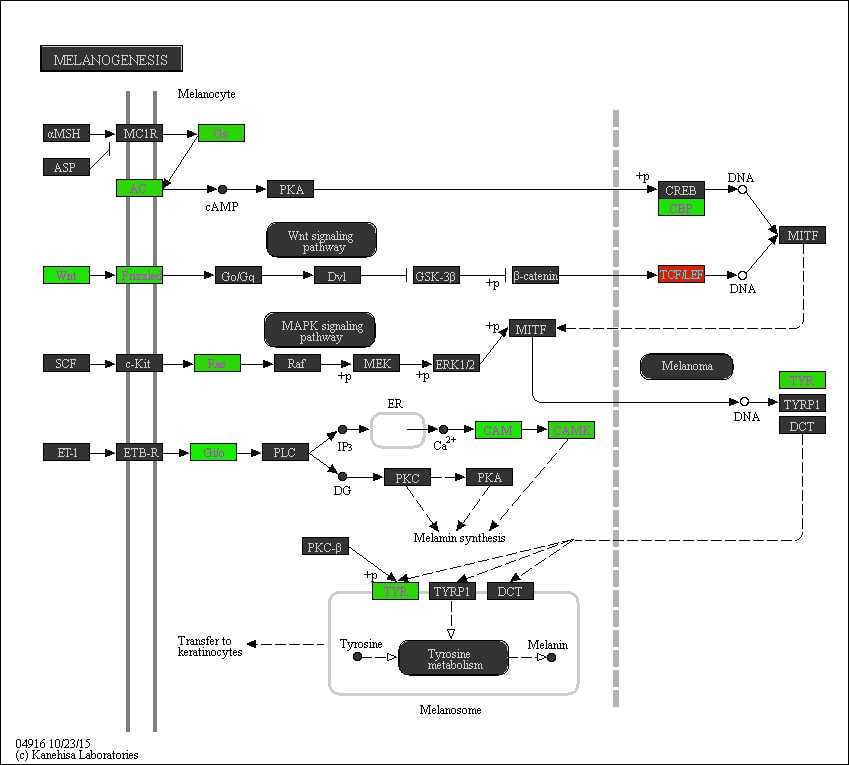 MELANOGENESIS
Melanocyte
αMSH
MC1R
Gs
ASP
AC
cAMP
PKA
+p
CREB
CBP
DNA
MITF
Wnt signaling
pathway
Wnt
Frizzled
Go/Gq
Dvl
GSK-3β
+p
β-catenin
TCF/LEF
DNA
MAPK signaling
pathway
+p
MITF
SCF
c-Kit
Ras
Raf
+p
MEK
+p
ERK1/2
Melanoma
TYR
DNA
TYRP1
DCT
ER
ET-1
ETB-R
Gi/o
PLC
IP3
Ca2+
CAM
CAMK
DG
PKC
PKA
Melamin synthesis
PKC-β
+p
TYR
TYRP1
DCT
Transfer to
keratinocytes
Tyrosine
Tyrosine
metabolism
Melanin
Melanosome
04916 10/23/15
(c) Kanehisa Laboratories